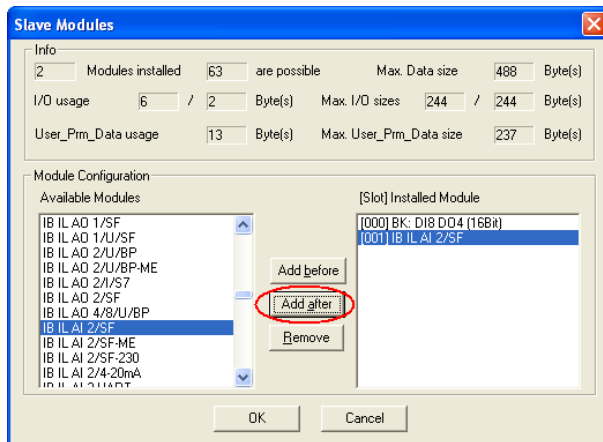 Slave Modules
Info
2 Modules installed 63 are possible Max. Data size 488 Byte(s)
I/O usage 6 / 2 Byte(s) Max. I/O sizes 244 / 244 Byte(s)
User_Prm_Data usage 13 Byte(s) Max. User_Prm_Data size 237 Byte(s)
Module Configuration
Available Modules
IB IL AO 1/SF
IB IL AO 1/U/SF
IB IL AO 2/U/BP
IB IL AO 2/U/BP-ME
IB IL AO 2/I/S7
IB IL AO 2/SF
IB IL AO 4/8/U/BP
IB IL AI 2/SF
IB IL AI 2/SF-ME
IB IL AI 2/SF-230
IB IL AI 2/4-20mA
Add before
Add after
Remove
[Slot] Installed Module
[000] BK: DI8 DO4 (16Bit)
[001] IB IL AI 2/SF
OK Cancel